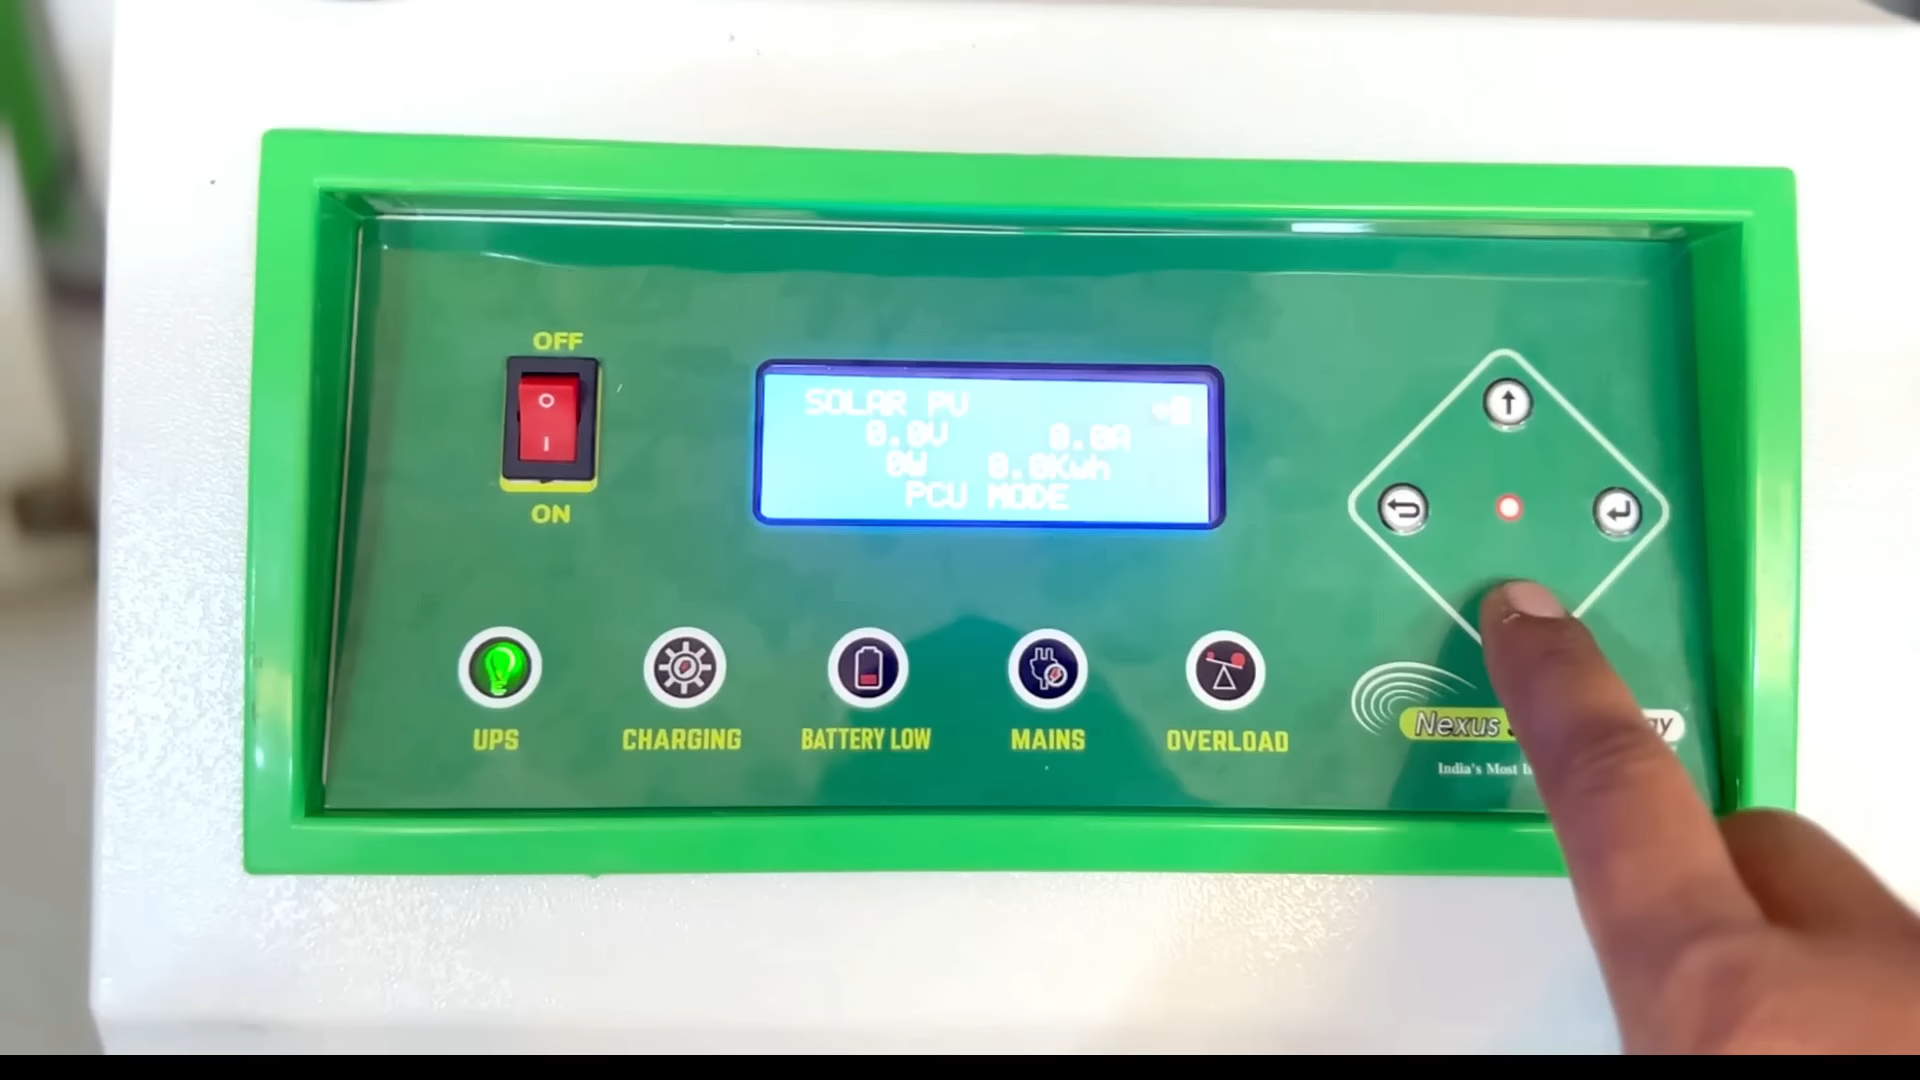 OFF
ON
SOLAR PV
0.0V 0.0A
0W 0.0Kwh
PCU MODE
UPS
CHARGING
BATTERY LOW
MAINS
OVERLOAD
Nexus
India's Most